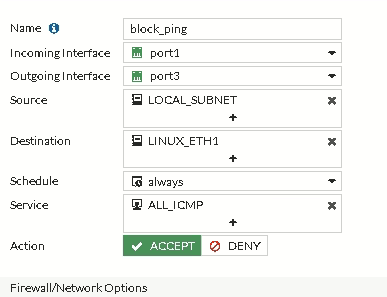 Name block_ping
Incoming Interface port1
Outgoing Interface port3
Source LOCAL_SUBNET
+
Destination LINUX_ETH1
+
Schedule always
Service ALL_ICMP
+
Action ACCEPT DENY
Firewall/Network Options